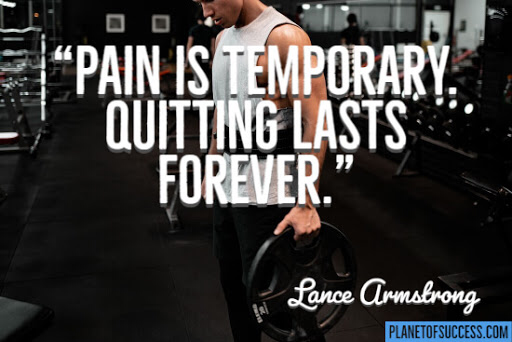 “PAIN IS TEMPORARY.
QUITTING LASTS
FOREVER.”
Lance Armstrong
PLANETOFSUCCESS.COM